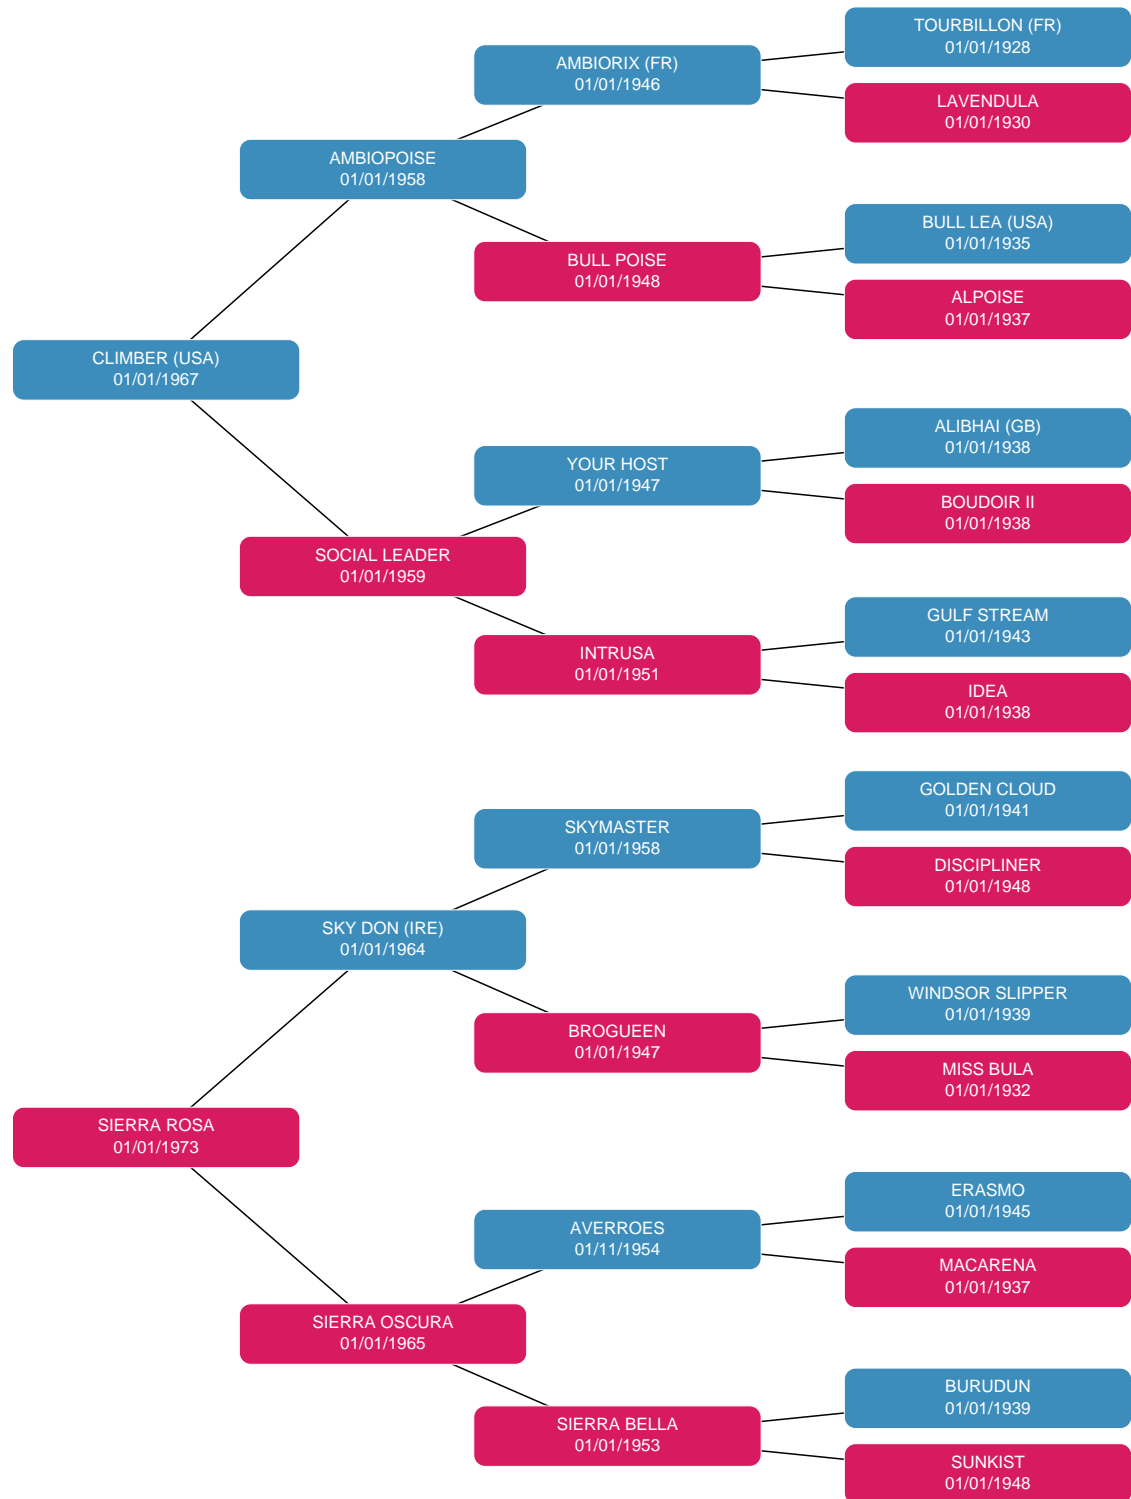 TOURBILLON (FR)
01/01/1928
AMBIORIX (FR)
01/01/1946
LAVENDULA
01/01/1930
AMBIOPOISE
01/01/1958
BULL LEA (USA)
01/01/1935
BULL POISE
01/01/1948
ALPOISE
01/01/1937
CLIMBER (USA)
01/01/1967
ALIBHAI (GB)
01/01/1938
YOUR HOST
01/01/1947
BOUDOIR II
01/01/1938
SOCIAL LEADER
01/01/1959
GULF STREAM
01/01/1943
INTRUSA
01/01/1951
IDEA
01/01/1938
GOLDEN CLOUD
01/01/1941
SKYMASTER
01/01/1958
DISCIPLINER
01/01/1948
SKY DON (IRE)
01/01/1964
WINDSOR SLIPPER
01/01/1939
BROGUEEN
01/01/1947
MISS BULA
01/01/1932
SIERRA ROSA
01/01/1973
ERASMO
01/01/1945
AVERROES
01/11/1954
MACARENA
01/01/1937
SIERRA OSCURA
01/01/1965
BURUDUN
01/01/1939
SIERRA BELLA
01/01/1953
SUNKIST
01/01/1948